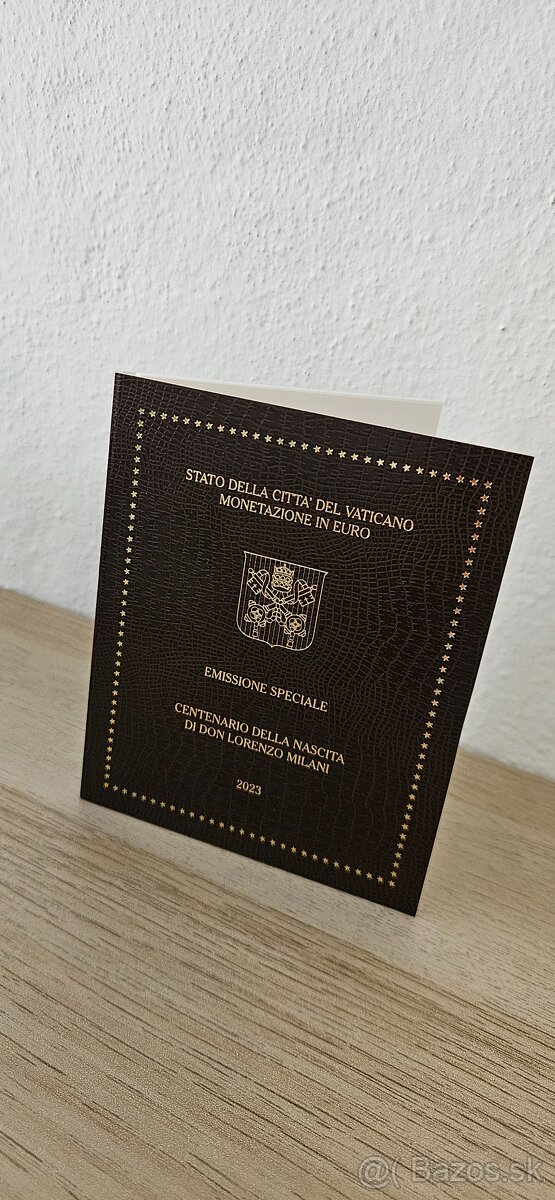 STATO DELLA CITTA' DEL VATICANO
MONETAZIONE IN EURO
EMISSIONE SPECIALE
CENTENARIO DELLA NASCITA
DI DON LORENZO MILANI
2023
@( Bazos.sk